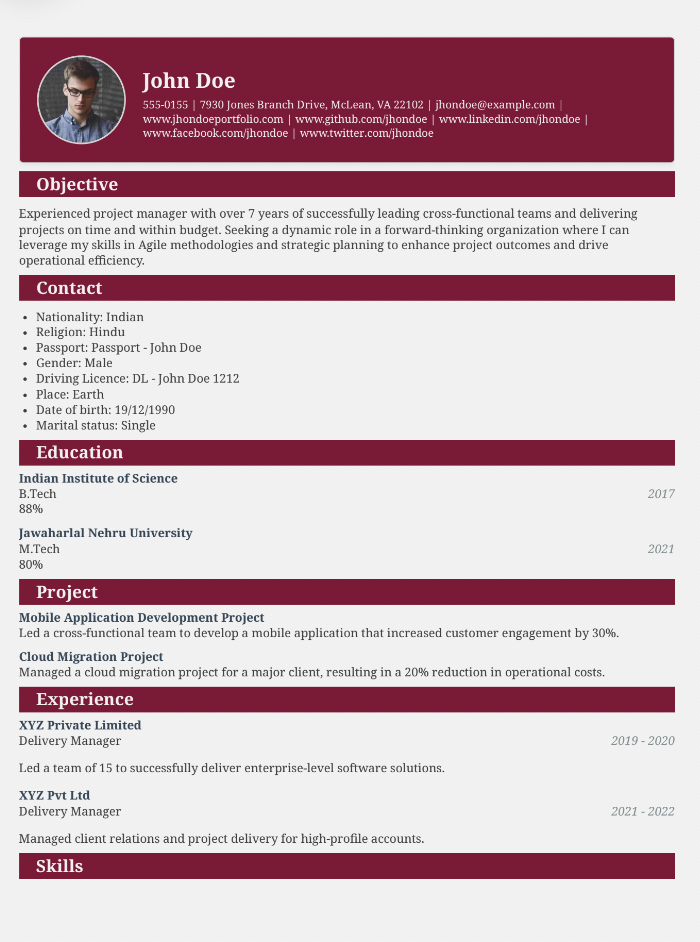 John Doe
555-0155 | 7930 Jones Branch Drive, McLean, VA 22102 | jhondoe@example.com |
www.jhondoeportfolio.com | www.github.com/jhondoe | www.linkedin.com/jhondoe |
www.facebook.com/jhondoe | www.twitter.com/jhondoe
Objective
Experienced project manager with over 7 years of successfully leading cross-functional teams and delivering
projects on time and within budget. Seeking a dynamic role in a forward-thinking organization where I can
leverage my skills in Agile methodologies and strategic planning to enhance project outcomes and drive
operational efficiency.
Contact
• Nationality: Indian
• Religion: Hindu
• Passport: Passport - John Doe
• Gender: Male
• Driving Licence: DL - John Doe 1212
• Place: Earth
• Date of birth: 19/12/1990
• Marital status: Single
Education
Indian Institute of Science
B.Tech 2017
88%
Jawaharlal Nehru University
M.Tech 2021
80%
Project
Mobile Application Development Project
Led a cross-functional team to develop a mobile application that increased customer engagement by 30%.
Cloud Migration Project
Managed a cloud migration project for a major client, resulting in a 20% reduction in operational costs.
Experience
XYZ Private Limited
Delivery Manager 2019 - 2020
Led a team of 15 to successfully deliver enterprise-level software solutions.
XYZ Pvt Ltd
Delivery Manager 2021 - 2022
Managed client relations and project delivery for high-profile accounts.
Skills